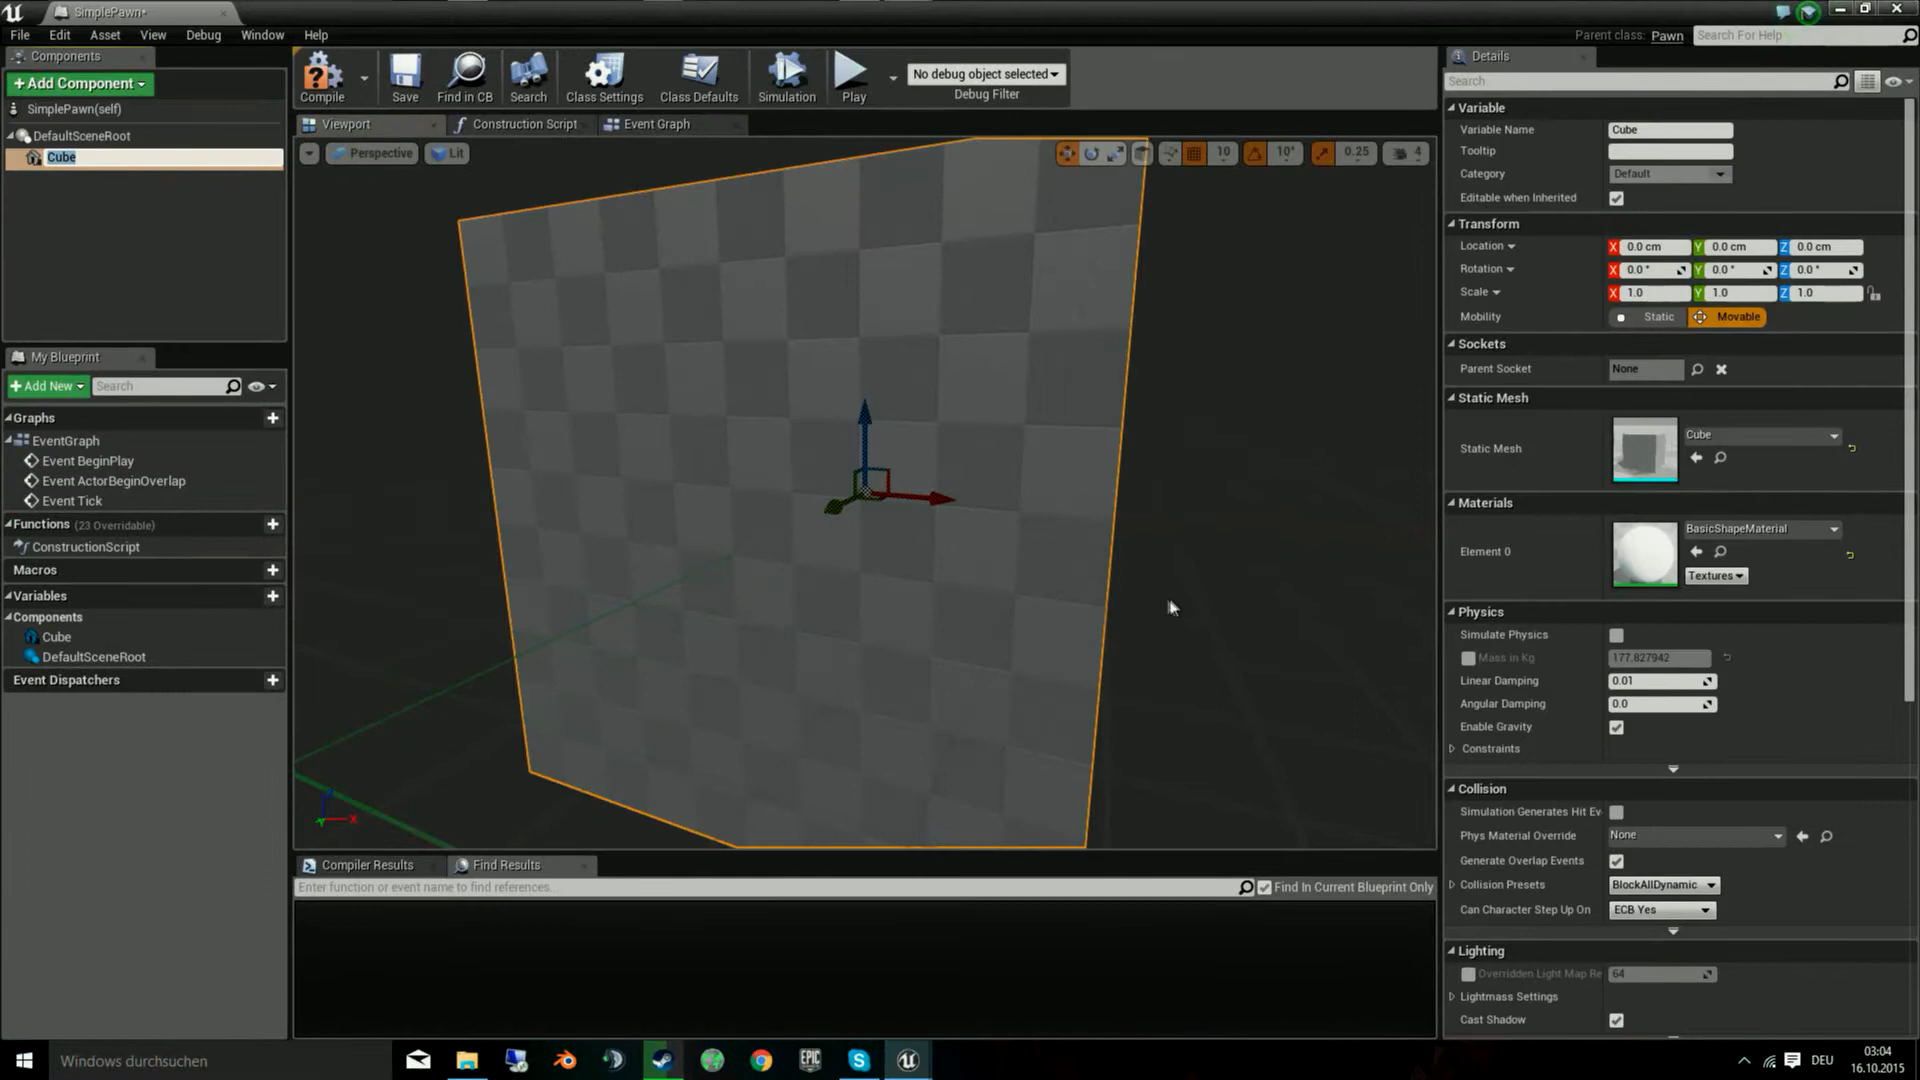 SimplePawn*
File Edit Asset View Debug Window Help
Parent class: Pawn
Search For Help
Components
+Add Component
SimplePawn(self)
DefaultSceneRoot
Cube
My Blueprint
+Add New
Search
Graphs
EventGraph
Event BeginPlay
Event ActorBeginOverlap
Event Tick
Functions (23 Overridable)
ConstructionScript
Macros
Variables
Components
Cube
DefaultSceneRoot
Event Dispatchers
Compile
Save
Find in CB
Search
Class Settings
Class Defaults
Simulation
Play
No debug object selected
Debug Filter
Viewport
Construction Script
Event Graph
Perspective
Lit
10
10°
0.25
4
X
Compiler Results
Find Results
Enter function or event name to find references...
Find In Current Blueprint Only
Details
Search
Variable
Variable Name Cube
Tooltip
Category Default
Editable when Inherited
Transform
Location X 0.0 cm Y 0.0 cm Z 0.0 cm
Rotation X 0.0 ° Y 0.0 ° Z 0.0 °
Scale X 1.0 Y 1.0 Z 1.0
Mobility Static Movable
Sockets
Parent Socket None
Static Mesh
Static Mesh Cube
Materials
Element 0 BasicShapeMaterial
Textures
Physics
Simulate Physics
Mass in Kg 177.827942
Linear Damping 0.01
Angular Damping 0.0
Enable Gravity
Constraints
Collision
Simulation Generates Hit Ev
Phys Material Override None
Generate Overlap Events
Collision Presets BlockAllDynamic
Can Character Step Up On ECB Yes
Lighting
Overridden Light Map Re 64
Lightmass Settings
Cast Shadow
Windows durchsuchen
EPIC
GAMES
DEU
03:04
16.10.2015